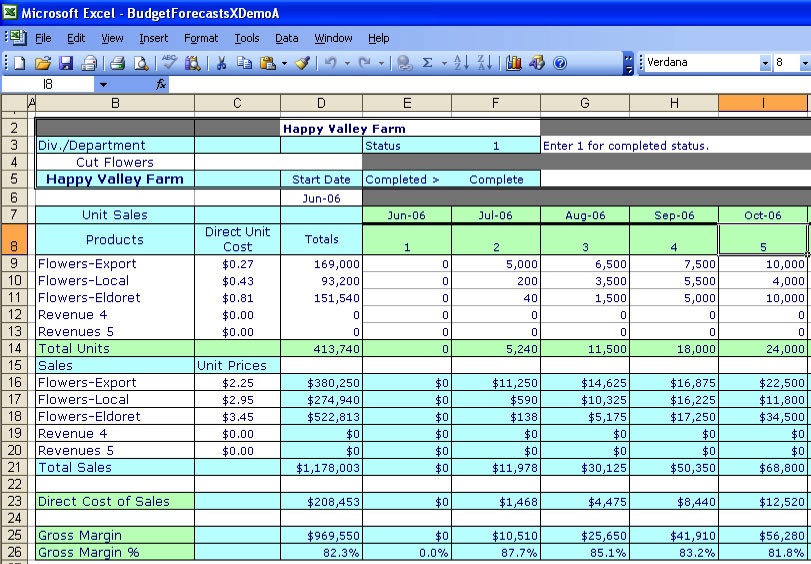 Microsoft Excel - BudgetForecastsXDemoA
File Edit View Insert Format Tools Data Window Help
Verdana 8
I8 fx
A B C D E F G H I
2 Happy Valley Farm
3 Div./Department Status 1 Enter 1 for completed status.
4 Cut Flowers
5 Happy Valley Farm Start Date Completed > Complete
6 Jun-06
7 Unit Sales Jun-06 Jul-06 Aug-06 Sep-06 Oct-06
8 Products Direct Unit Cost Totals 1 2 3 4 5
9 Flowers-Export $0.27 169,000 0 5,000 6,500 7,500 10,000
10 Flowers-Local $0.43 93,200 0 200 3,500 5,500 4,000
11 Flowers-Eldoret $0.81 151,540 0 40 1,500 5,000 10,000
12 Revenue 4 $0.00 0 0 0 0 0 0
13 Revenues 5 $0.00 0 0 0 0 0 0
14 Total Units 413,740 0 5,240 11,500 18,000 24,000
15 Sales Unit Prices
16 Flowers-Export $2.25 $380,250 $0 $11,250 $14,625 $16,875 $22,500
17 Flowers-Local $2.95 $274,940 $0 $590 $10,325 $16,225 $11,800
18 Flowers-Eldoret $3.45 $522,813 $0 $138 $5,175 $17,250 $34,500
19 Revenue 4 $0.00 $0 $0 $0 $0 $0 $0
20 Revenues 5 $0.00 $0 $0 $0 $0 $0 $0
21 Total Sales $1,178,003 $0 $11,978 $30,125 $50,350 $68,800
22
23 Direct Cost of Sales $208,453 $0 $1,468 $4,475 $8,440 $12,520
24
25 Gross Margin $969,550 $0 $10,510 $25,650 $41,910 $56,280
26 Gross Margin % 82.3% 0.0% 87.7% 85.1% 83.2% 81.8%